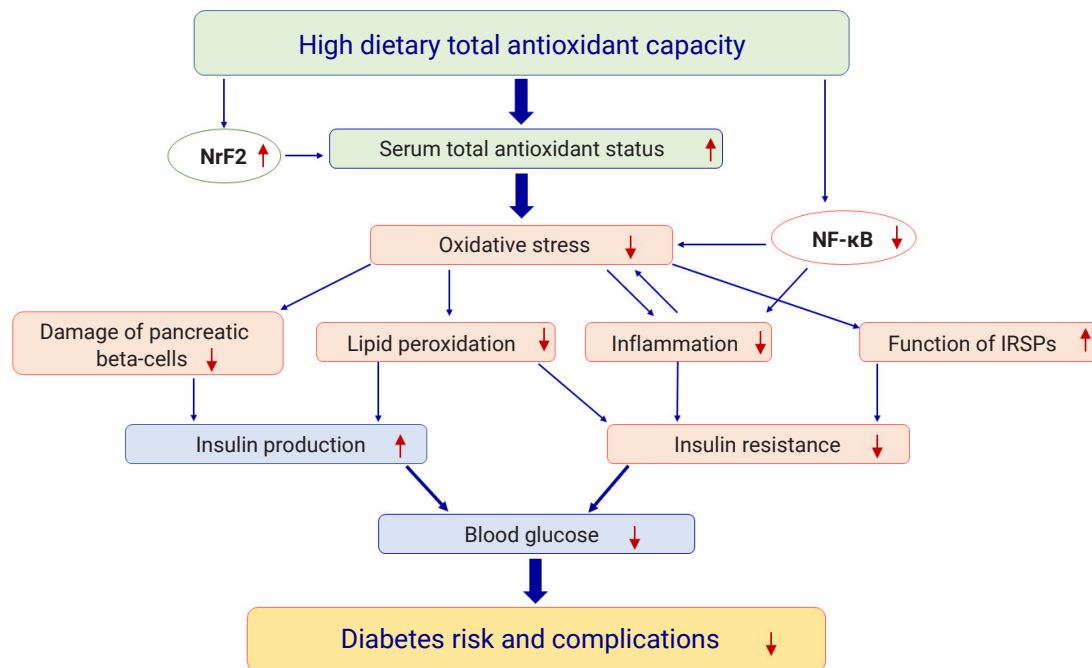 High dietary total antioxidant capacity
NrF2
Serum total antioxidant status
NF-κB
Oxidative stress
Damage of pancreatic
beta-cells
Lipid peroxidation
Inflammation
Function of IRSPs
Insulin production
Insulin resistance
Blood glucose
Diabetes risk and complications